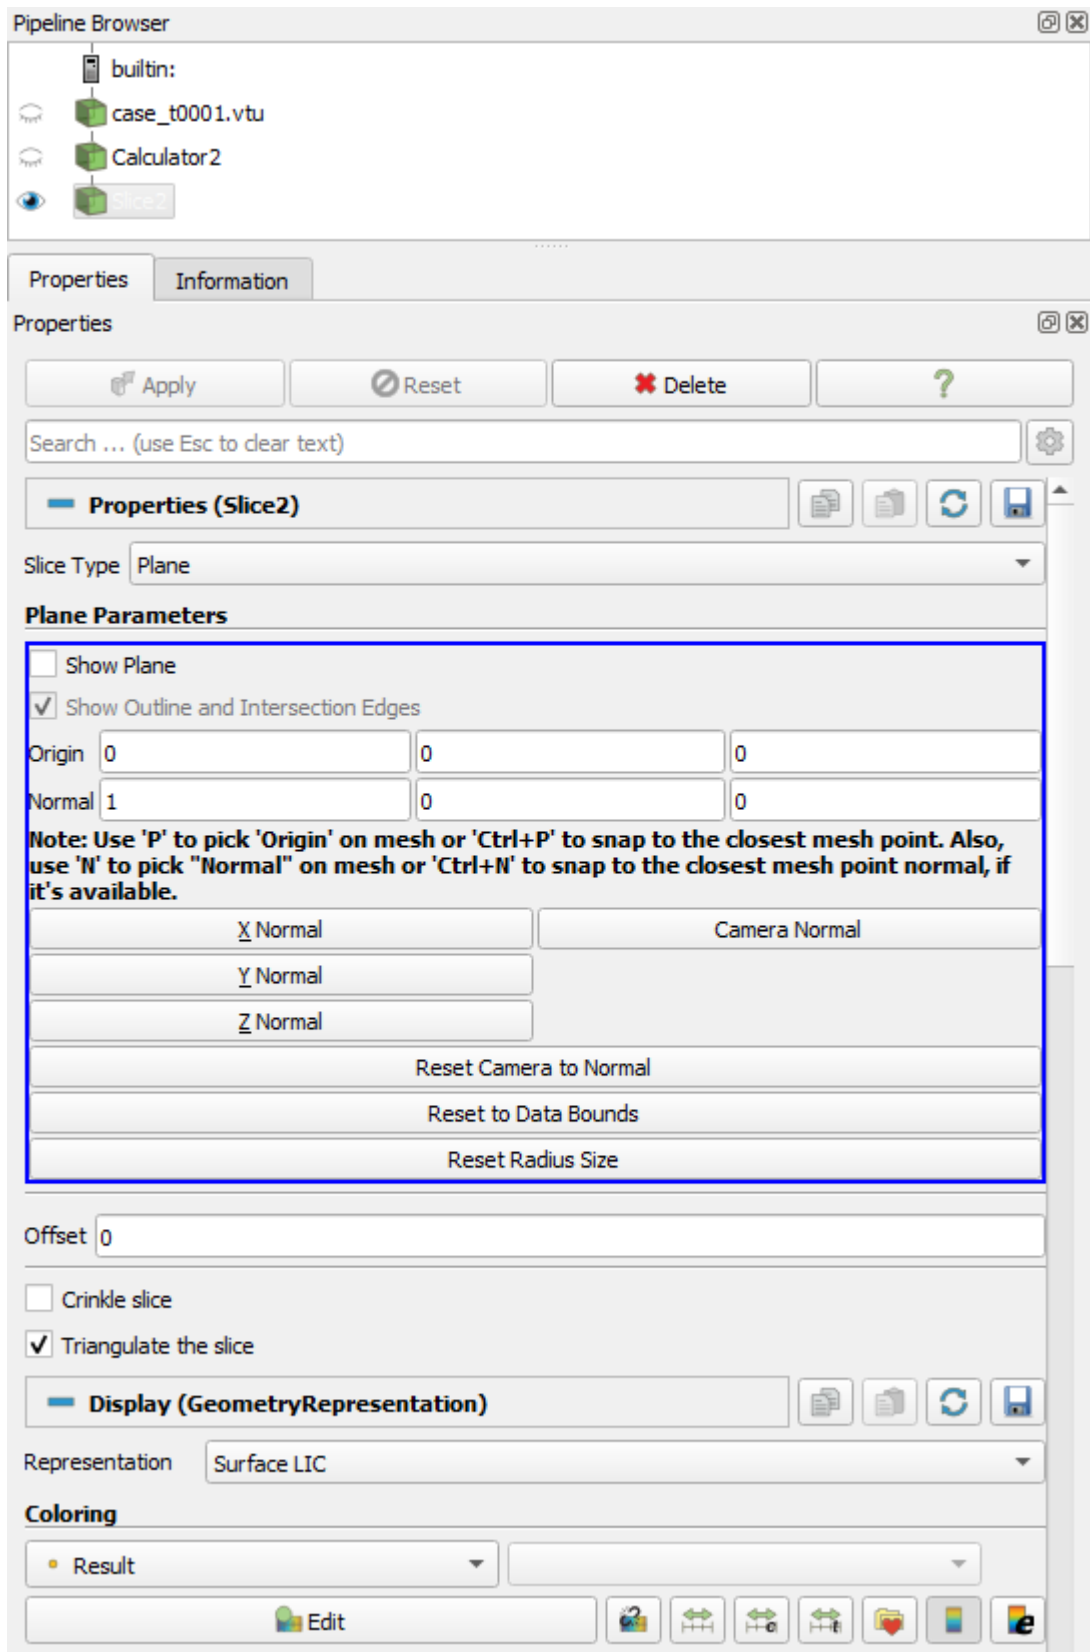 Pipeline Browser
builtin:
case_t0001.vtu
Calculator2
Slice2
Properties Information
Properties
Apply Reset Delete ?
Search ... (use Esc to clear text)
Properties (Slice2)
Slice Type Plane
Plane Parameters
Show Plane
Show Outline and Intersection Edges
Origin 0 0 0
Normal 1 0 0
Note: Use 'P' to pick 'Origin' on mesh or 'Ctrl+P' to snap to the closest mesh point. Also,
use 'N' to pick "Normal" on mesh or 'Ctrl+N' to snap to the closest mesh point normal, if
it's available.
X Normal Camera Normal
Y Normal
Z Normal
Reset Camera to Normal
Reset to Data Bounds
Reset Radius Size
Offset 0
Crinkle slice
Triangulate the slice
Display (GeometryRepresentation)
Representation Surface LIC
Coloring
Result
Edit